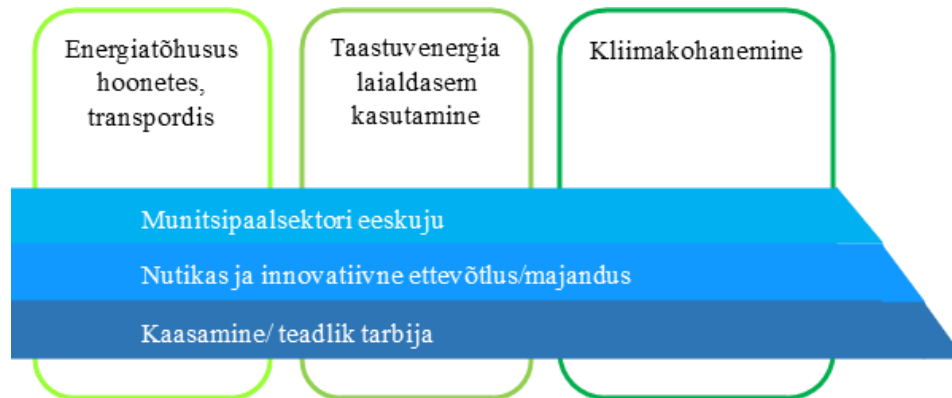 Energiatõhusus
hoonetes,
transpordis
Taastuvenergia
laialdasem
kasutamine
Kliimakohanemine
Munitsipaalsektori eeskuju
Nutikas ja innovatiivne ettevõtlus/majandus
Kaasamine/ teadlik tarbija